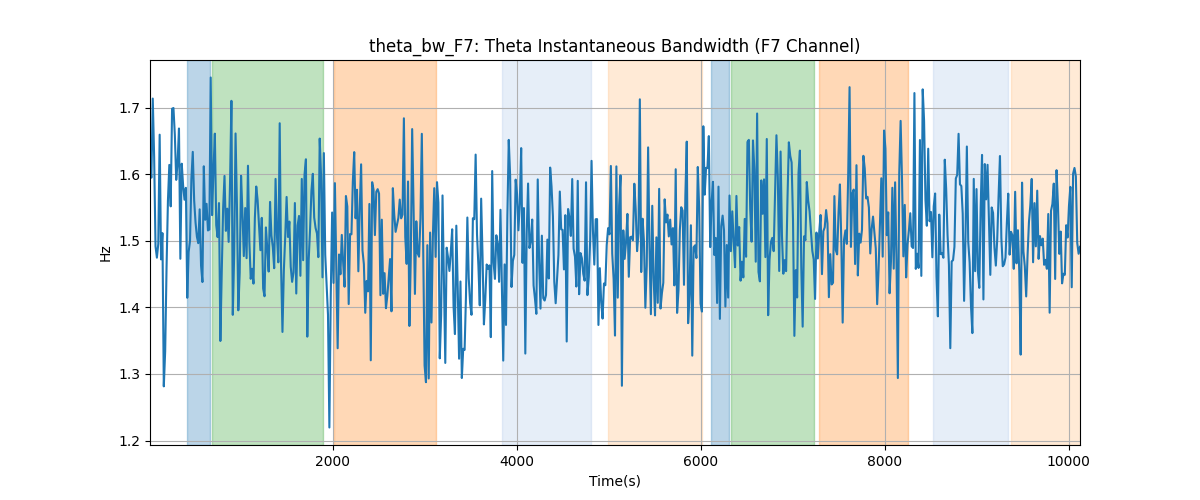 theta_bw_F7: Theta Instantaneous Bandwidth (F7 Channel)
1.7
1.6
1.5
1.4
1.3
1.2
Hz
2000 4000 6000 8000 10000
Time(s)